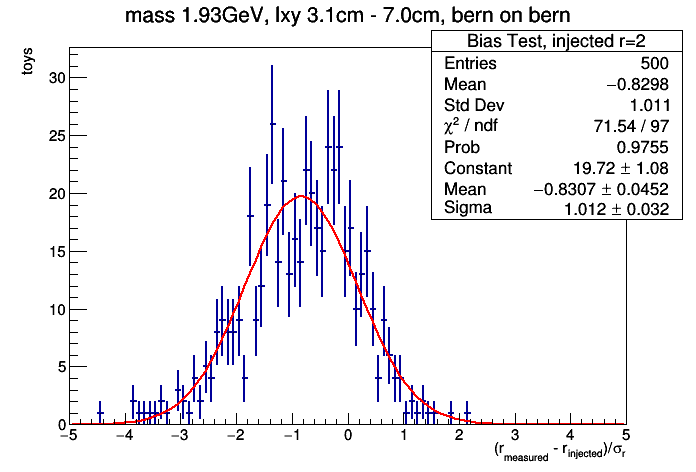 mass 1.93GeV, lxy 3.1cm - 7.0cm, bern on bern
Bias Test, injected r=2
Entries 500
Mean −0.8298
Std Dev 1.011
χ² / ndf 71.54 / 97
Prob 0.9755
Constant 19.72 ± 1.08
Mean −0.8307 ± 0.0452
Sigma 1.012 ± 0.032
toys
30
25
20
15
10
5
0
−5 −4 −3 −2 −1 0 1 2 3 4 5
(r_measured - r_injected)/σ_r